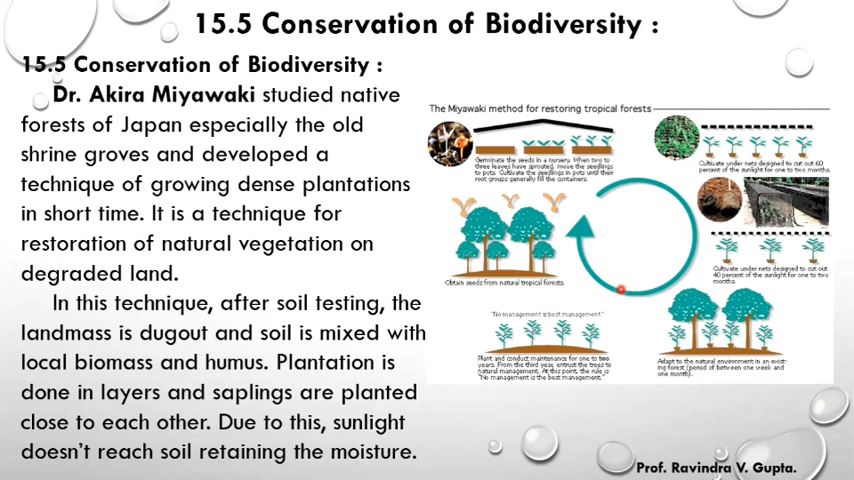 15.5 Conservation of Biodiversity :
15.5 Conservation of Biodiversity :
Dr. Akira Miyawaki studied native
forests of Japan especially the old
shrine groves and developed a
technique of growing dense plantations
in short time. It is a technique for
restoration of natural vegetation on
degraded land.
In this technique, after soil testing, the
landmass is dugout and soil is mixed with
local biomass and humus. Plantation is
done in layers and saplings are planted
close to each other. Due to this, sunlight
doesn't reach soil retaining the moisture.
The Miyawaki method for restoring tropical forests
Germinate the seeds in a nursery. When two to
three leaves have sprouted, move the seedlings
to pots. Cultivate the seedlings in pots until their
root groups generally fill the containers.
Cultivate under nets designed to cut out 60
percent of the sunlight for one to two months.
Cultivate under nets designed to cut out
40 percent of the sunlight for one to two
months.
Obtain seeds from natural tropical forests.
"No management is best management"
Plant and conduct maintenance for one to two
years. From the third year, entrust the trees to
natural management. At this point, the rule is
"No management is the best management."
Adapt to the natural environment in an exist-
ing forest (period of between one week and
one month).
Prof. Ravindra V. Gupta.